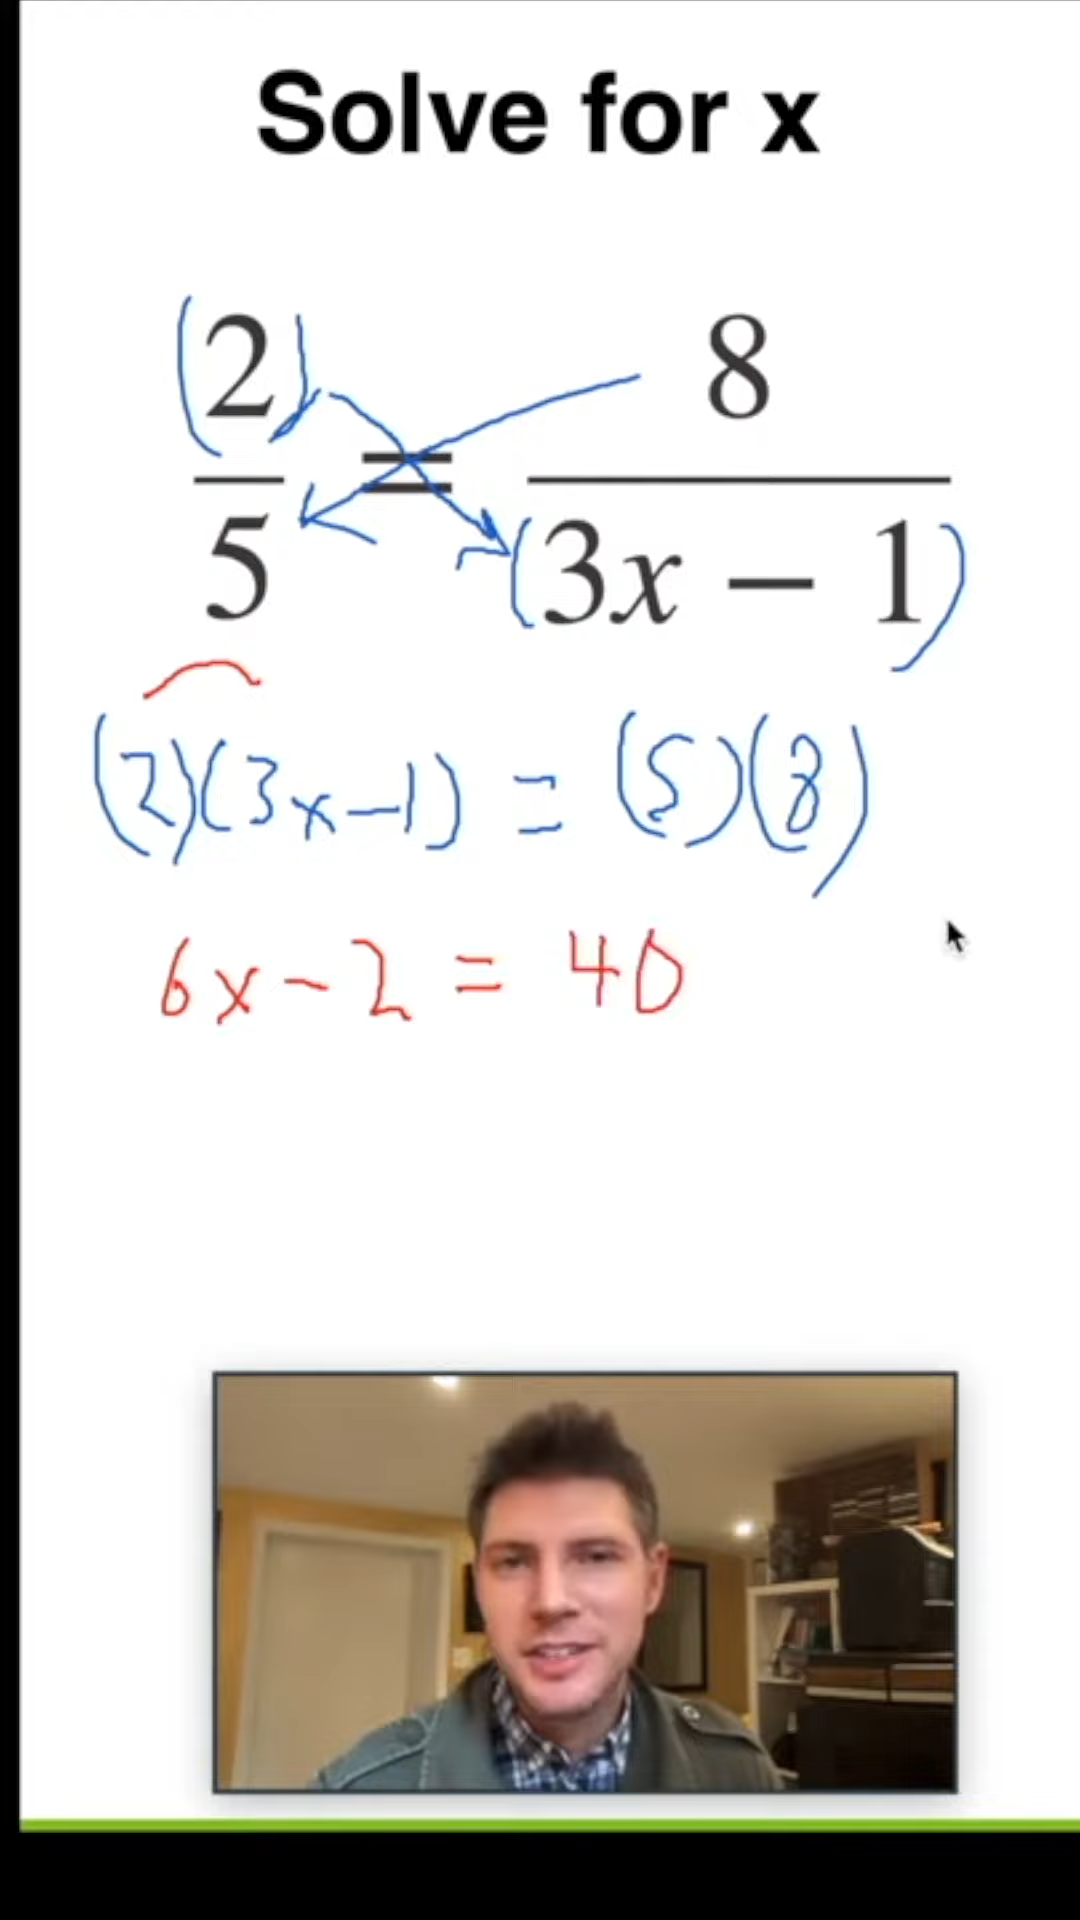 Solve for x
(2) = 8
5 (3x − 1)
(2)(3x−1) = (5)(8)
6x − 2 = 40